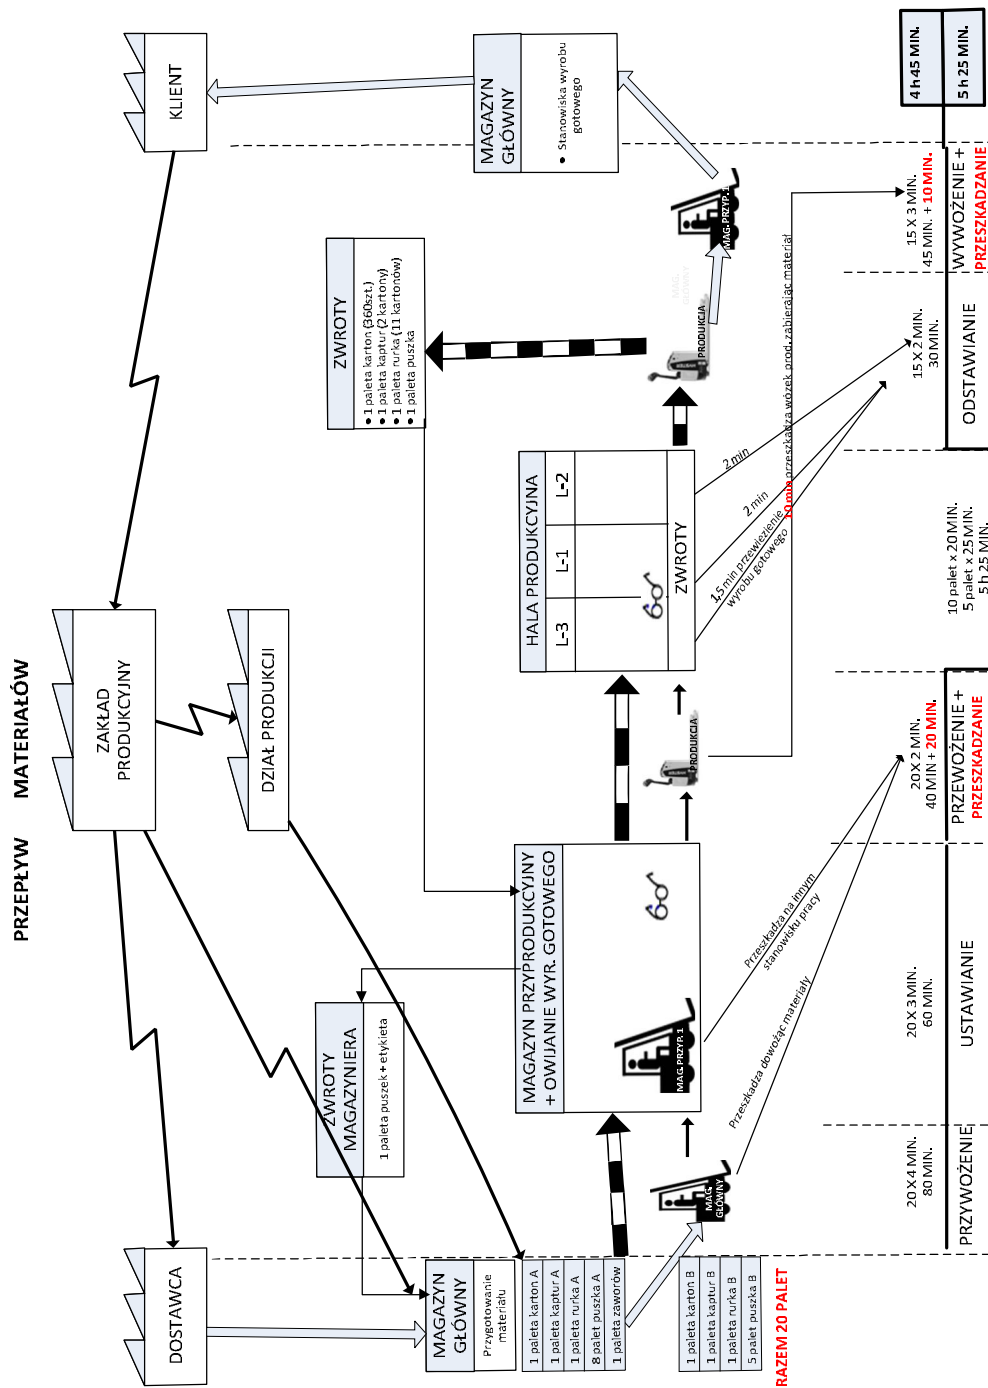 PRZEPŁYW MATERIAŁÓW
DOSTAWCA
ZAKŁAD
PRODUKCYJNY
KLIENT
DZIAŁ PRODUKCJI
ZWROTY
MAGAZYNIERA
1 paleta puszek + etykieta
ZWROTY
• 1 paleta karton (360szt.)
• 1 paleta kaptur (2 kartony)
• 1 paleta rurka (11 kartonów)
• 1 paleta puszka
MAGAZYN
GŁÓWNY
Przygotowanie
materiału
MAGAZYN
GŁÓWNY
• Stanowiska wyrobu
gotowego
1 paleta karton A
1 paleta kaptur A
1 paleta rurka A
8 palet puszka A
1 paleta zaworów
1 paleta karton B
1 paleta kaptur B
1 paleta rurka B
5 palet puszka B
RAZEM 20 PALET
MAG.
GŁÓWNY
MAGAZYN PRZYPRODUKCYJNY
+ OWIJANIE WYR. GOTOWEGO
MAG.PRZYP.1
PRODUKCJA
HALA PRODUKCYJNA
L-3
L-1
L-2
ZWROTY
PRODUKCJA
MAG.
GŁÓWNY
MAG.PRZYP.1
Przeszkadza dowożąc materiały
Przeszkadza na innym
stanowisku pracy
1,5 min przewiezienie
wyrobu gotowego
2 min
2 min
10 min przeszkadza wózek prod.zabierając materiał
20 X 4 MIN.
80 MIN.
PRZYWOŻENIE
20 X 3 MIN.
60 MIN.
USTAWIANIE
20 X 2 MIN.
40 MIN + 20 MIN.
PRZEWOŻENIE +
PRZESZKADZANIE
10 palet x 20 MIN.
5 palet x 25 MIN.
5 h 25 MIN.
15 X 2 MIN.
30 MIN.
ODSTAWIANIE
15 X 3 MIN.
45 MIN. + 10 MIN.
WYWOŻENIE +
PRZESZKADZANIE
4 h 45 MIN.
5 h 25 MIN.